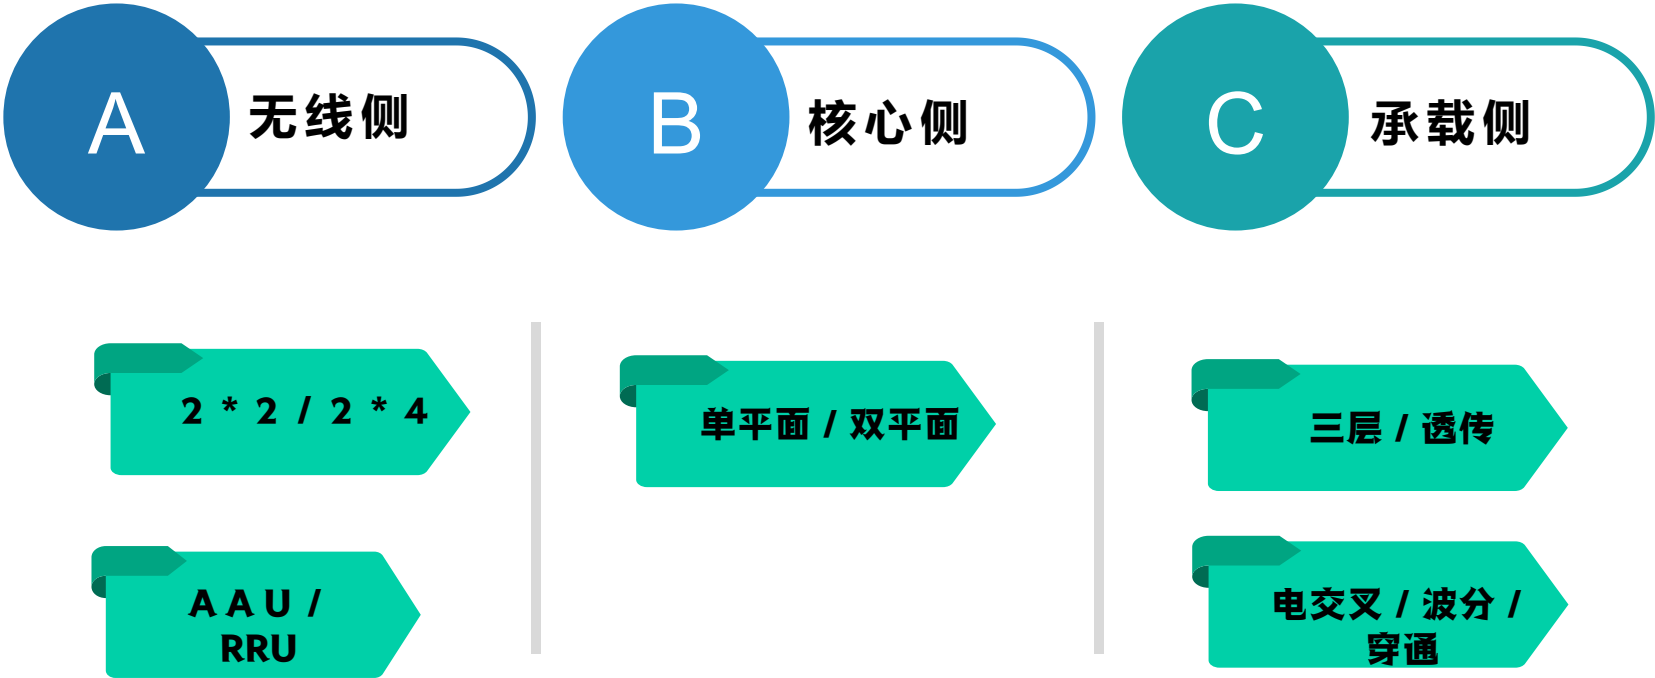 A
无线侧
B
核心侧
C
承载侧
2 * 2 / 2 * 4
AAU /
RRU
单平面 / 双平面
三层 / 透传
电交叉 / 波分 /
穿通